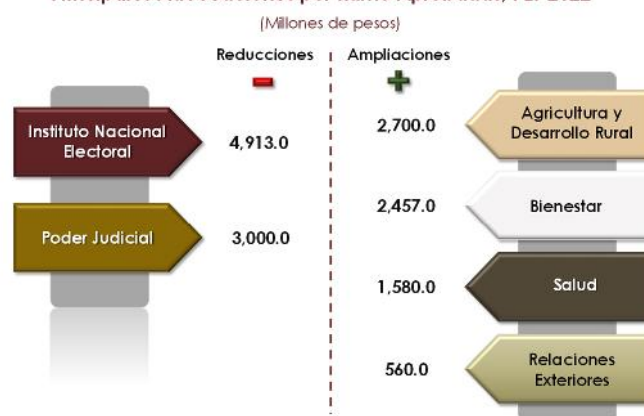 (Millones de pesos)
Reducciones
Ampliaciones
Instituto Nacional
Electoral
4,913.0
2,700.0
Agricultura y
Desarrollo Rural
Poder Judicial
3,000.0
2,457.0
Bienestar
1,580.0
Salud
560.0
Relaciones
Exteriores